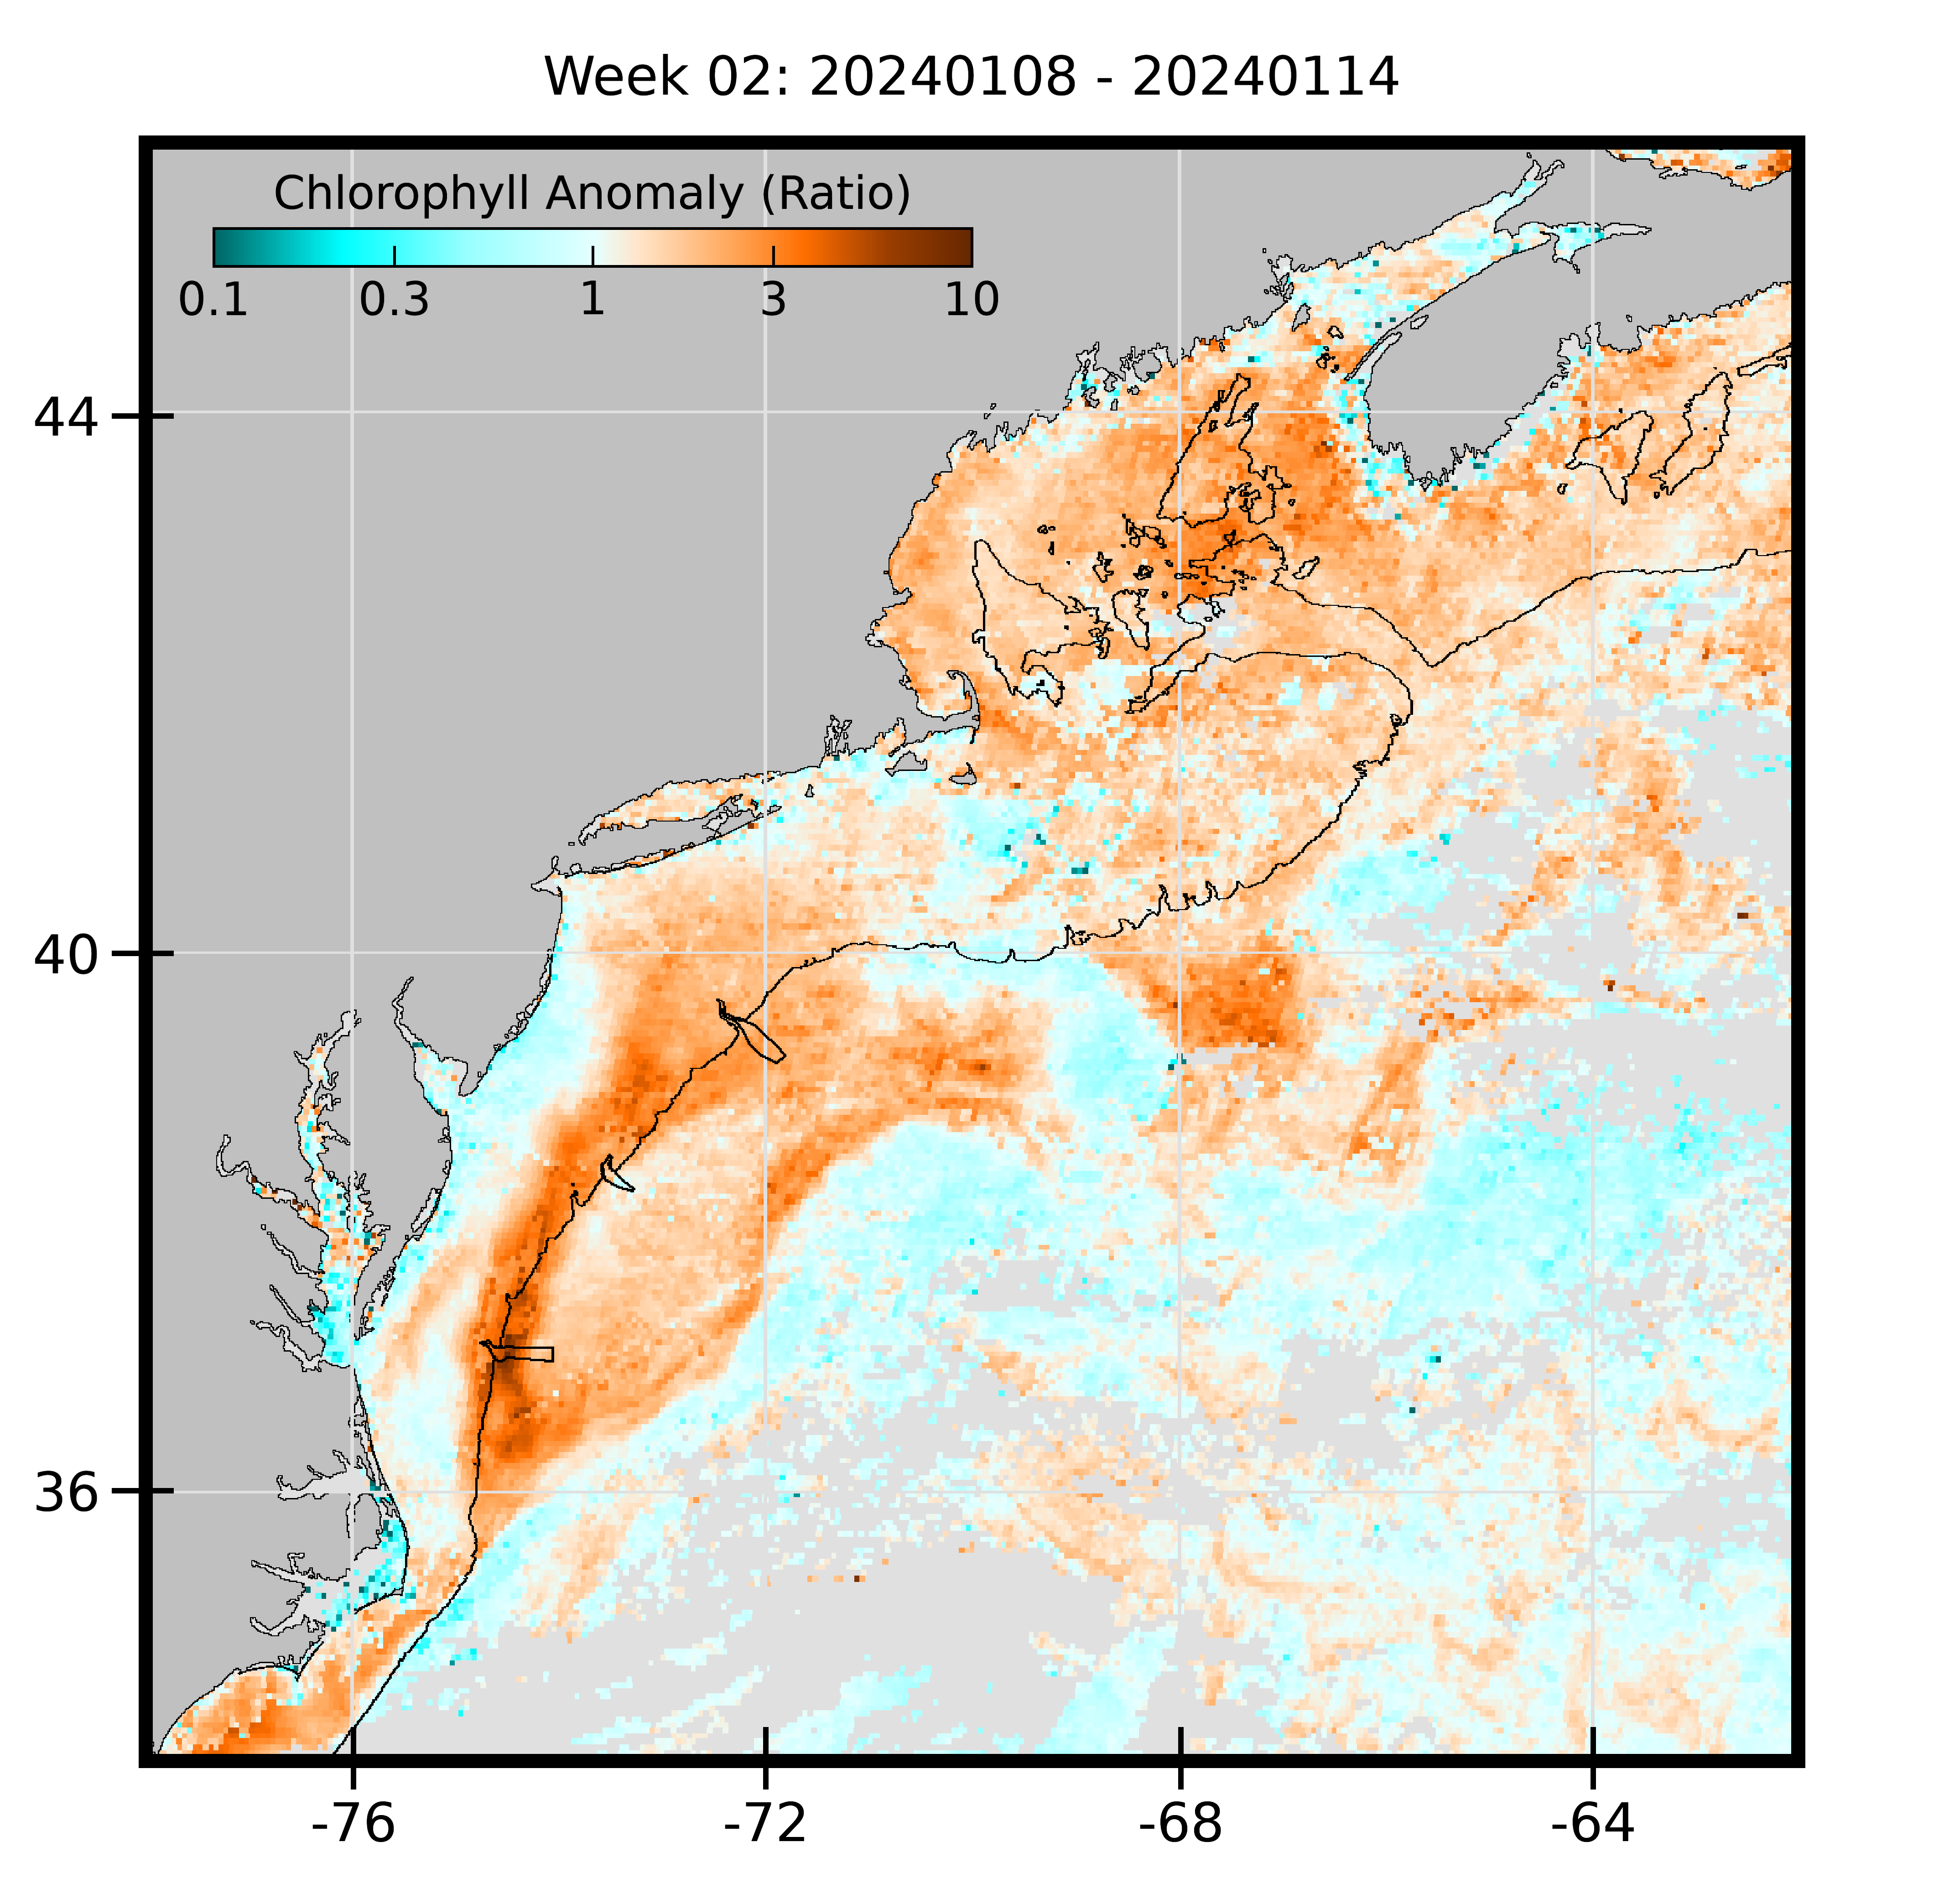 Week 02: 20240108 - 20240114
Chlorophyll Anomaly (Ratio)
0.1 0.3 1 3 10
44
40
36
-76 -72 -68 -64